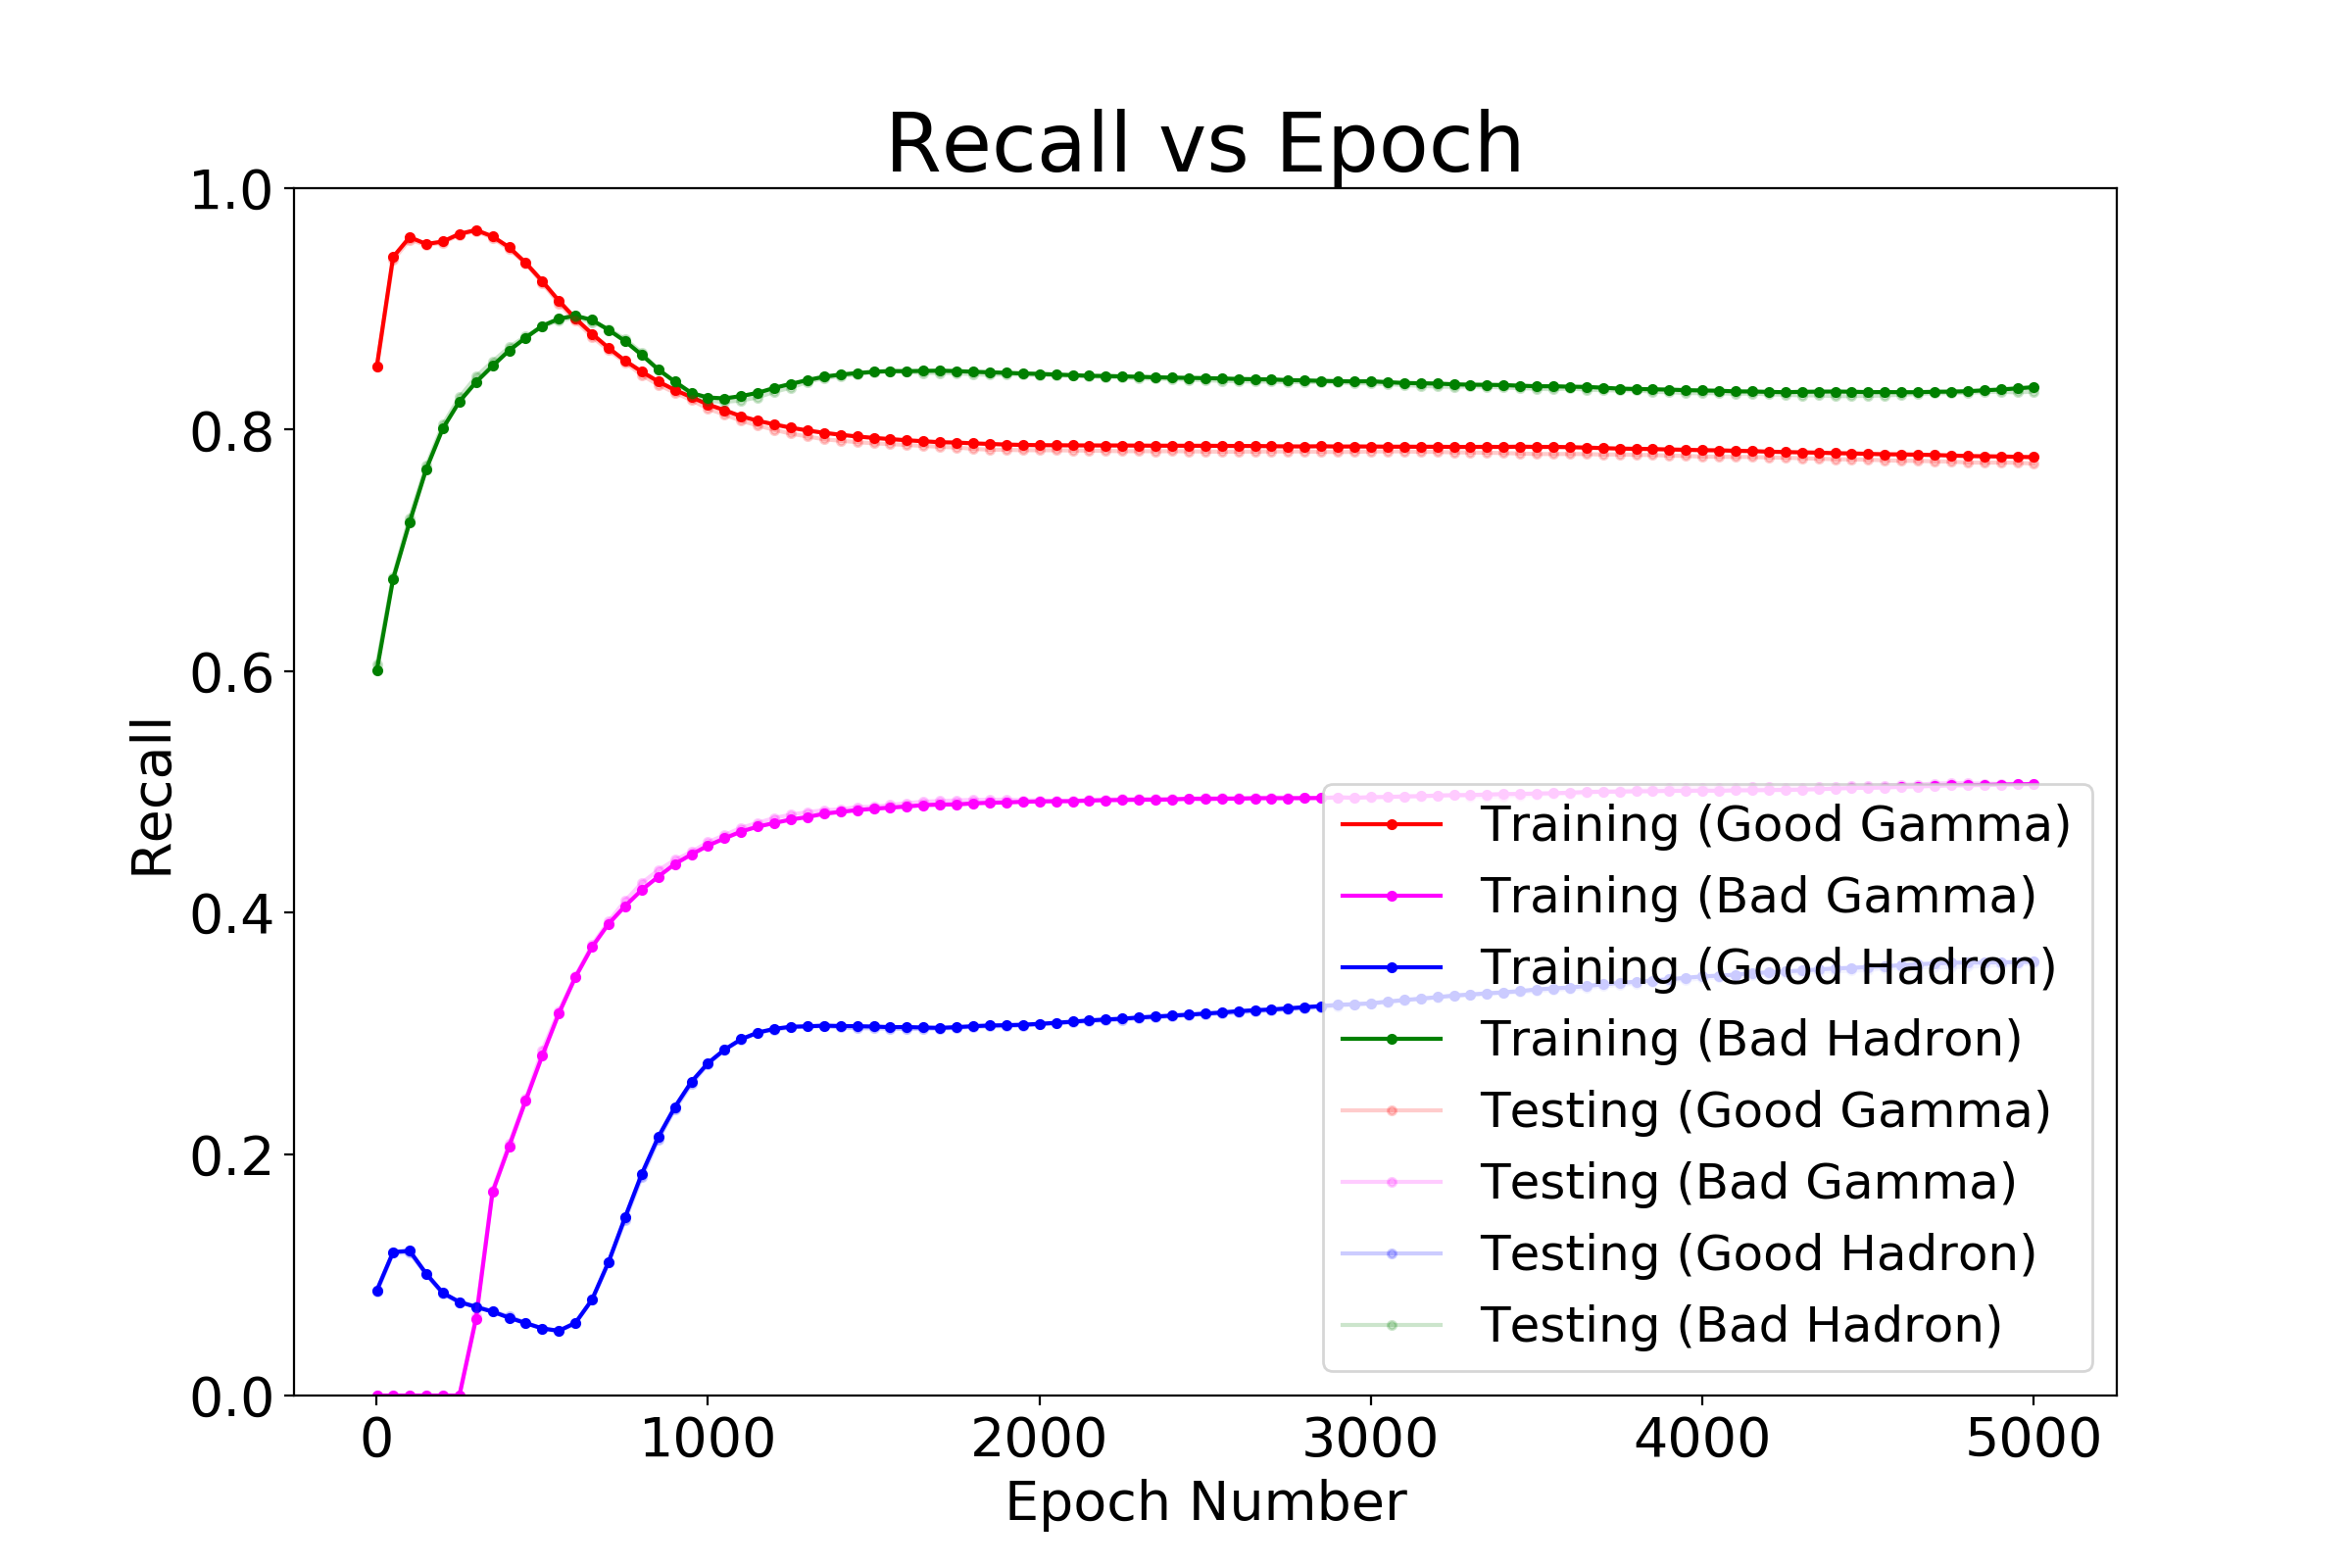 Recall vs Epoch
1.0
0.8
0.6
0.4
0.2
0.0
Recall
Training (Good Gamma)
Training (Bad Gamma)
Training (Good Hadron)
Training (Bad Hadron)
Testing (Good Gamma)
Testing (Bad Gamma)
Testing (Good Hadron)
Testing (Bad Hadron)
0 1000 2000 3000 4000 5000
Epoch Number